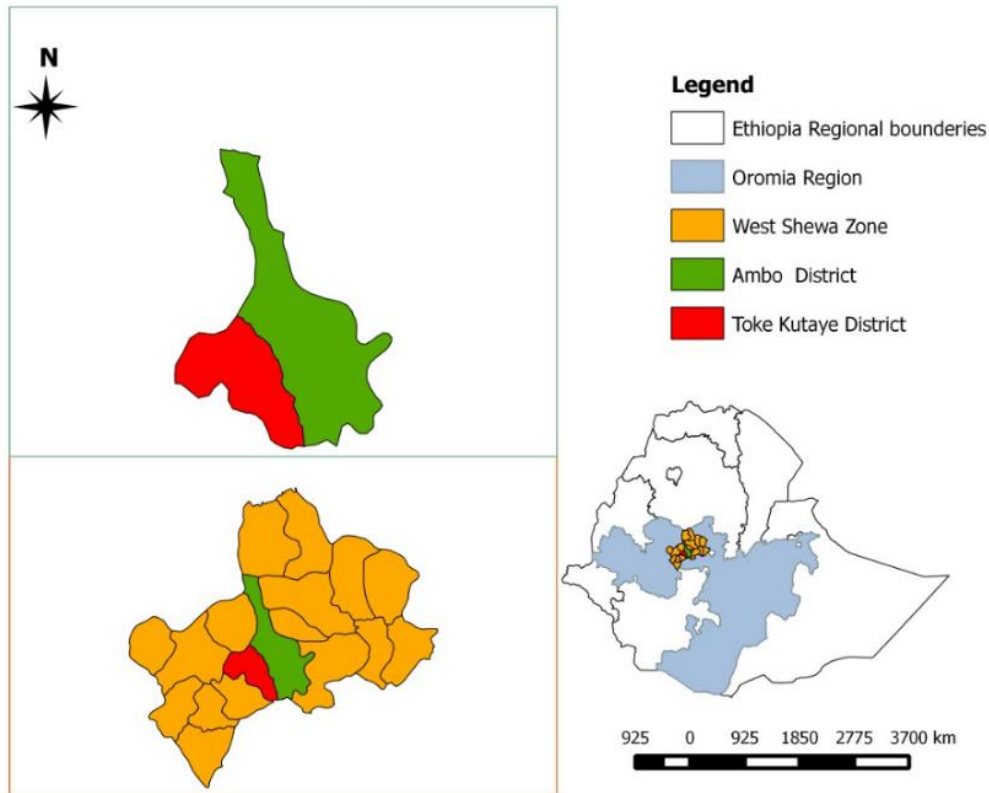 N
Legend
Ethiopia Regional bounderies
Oromia Region
West Shewa Zone
Ambo District
Toke Kutaye District
925 0 925 1850 2775 3700 km